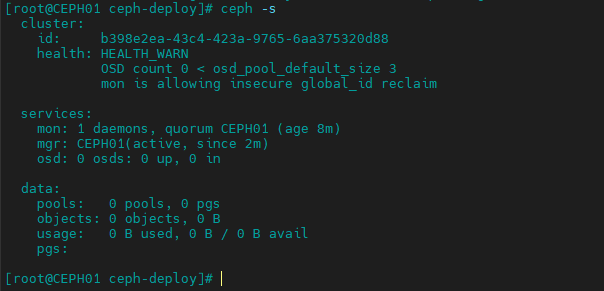 [root@CEPH01 ceph-deploy]# ceph -s
  cluster:
    id:     b398e2ea-43c4-423a-9765-6aa375320d88
    health: HEALTH_WARN
            OSD count 0 < osd_pool_default_size 3
            mon is allowing insecure global_id reclaim

  services:
    mon: 1 daemons, quorum CEPH01 (age 8m)
    mgr: CEPH01(active, since 2m)
    osd: 0 osds: 0 up, 0 in

  data:
    pools:   0 pools, 0 pgs
    objects: 0 objects, 0 B
    usage:   0 B used, 0 B / 0 B avail
    pgs:

[root@CEPH01 ceph-deploy]#